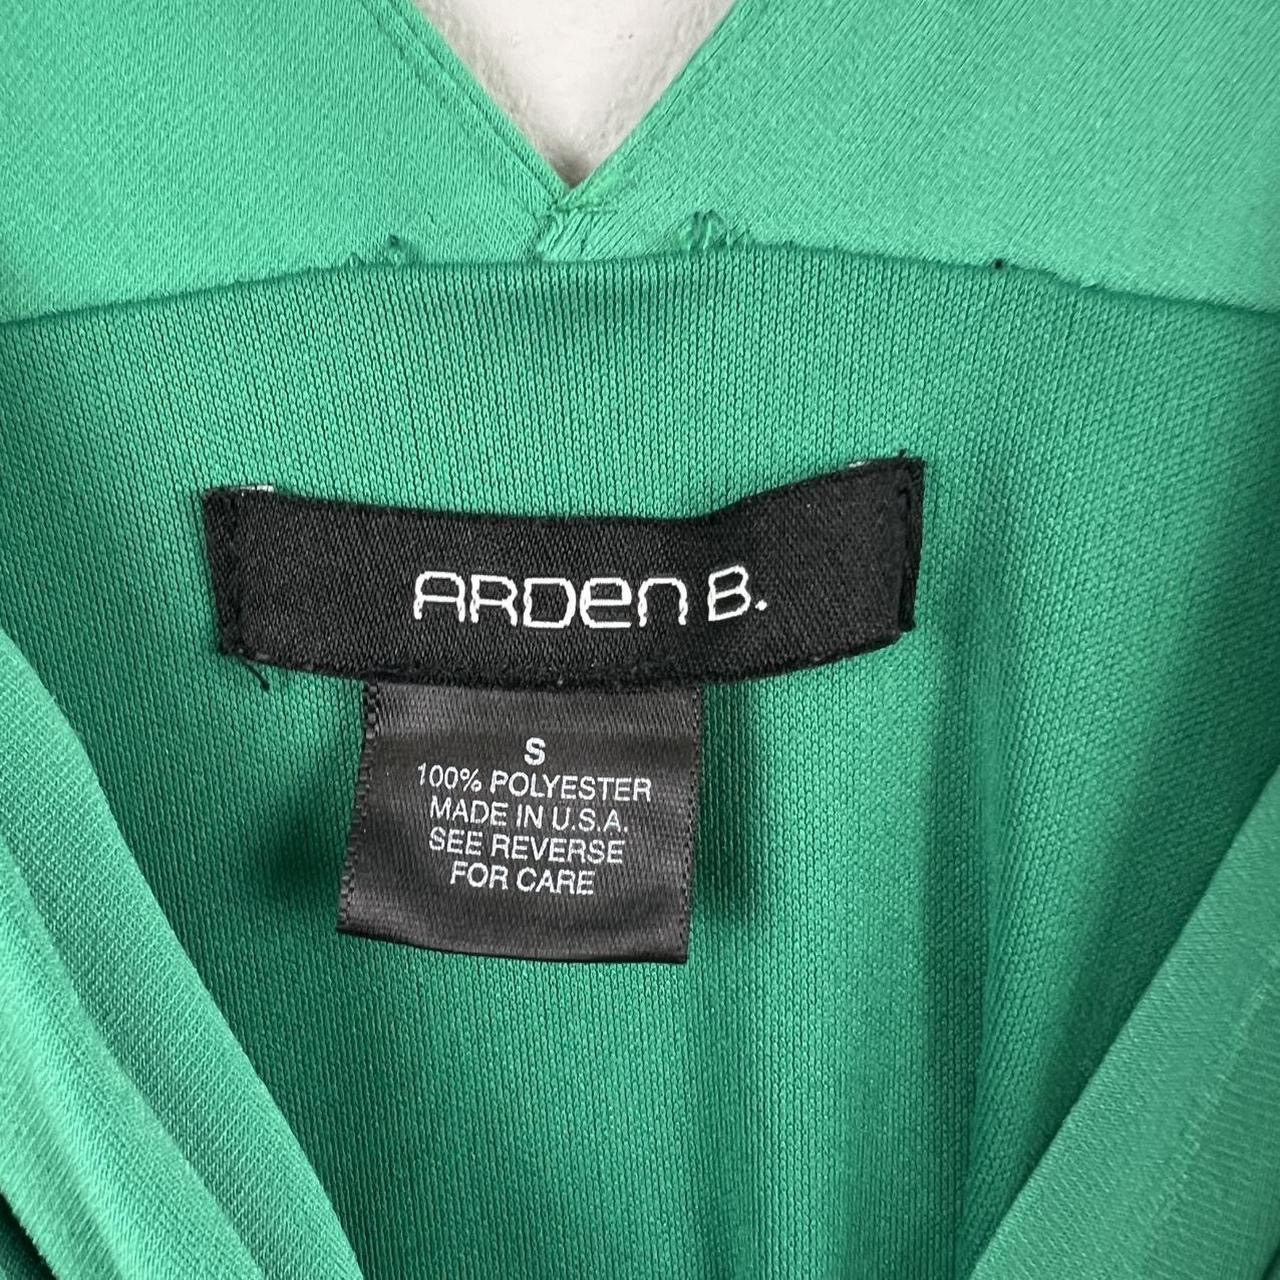 ARDEN B.
S
100% POLYESTER
MADE IN U.S.A.
SEE REVERSE
FOR CARE